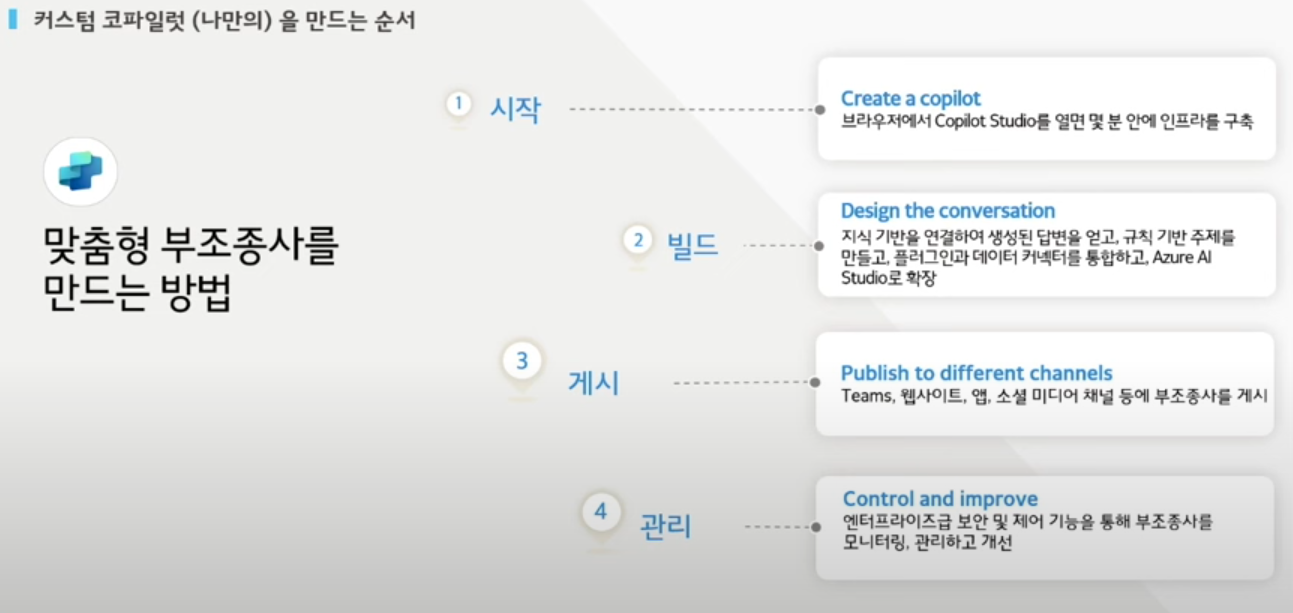 커스텀 코파일럿 (나만의) 을 만드는 순서
맞춤형 부조종사를
만드는 방법
1 시작
Create a copilot
브라우저에서 Copilot Studio를 열면 몇 분 안에 인프라를 구축
2 빌드
Design the conversation
지식 기반을 연결하여 생성된 답변을 얻고, 규칙 기반 주제를
만들고, 플러그인과 데이터 커넥터를 통합하고, Azure AI
Studio로 확장
3 게시
Publish to different channels
Teams, 웹사이트, 앱, 소셜 미디어 채널 등에 부조종사를 게시
4 관리
Control and improve
엔터프라이즈급 보안 및 제어 기능을 통해 부조종사를
모니터링, 관리하고 개선